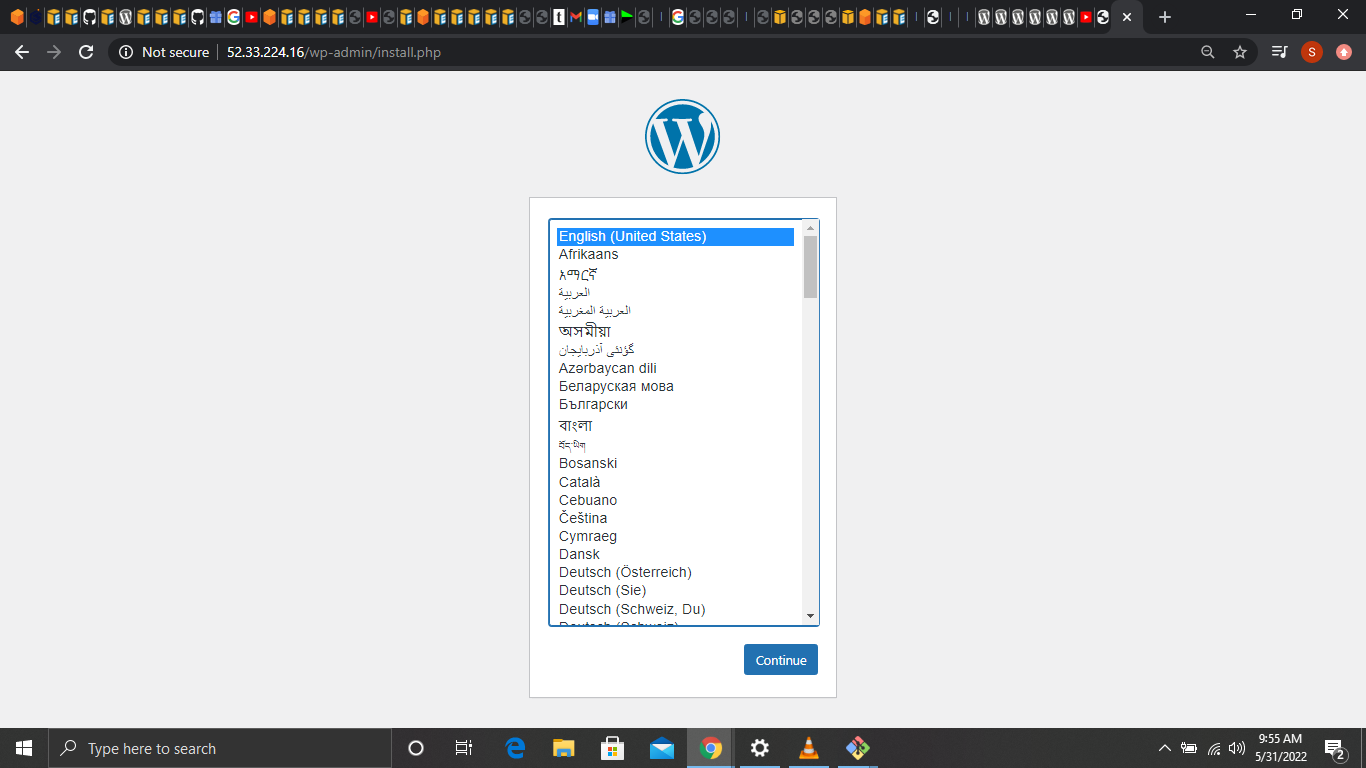 Not secure
52.33.224.16/wp-admin/install.php
S
English (United States)
Afrikaans
አማርኛ
العربية
العربية المغربية
অসমীয়া
گؤنئی آذربایجان
Azərbaycan dili
Беларуская мова
Български
বাংলা
བོད་ཡིག
Bosanski
Català
Cebuano
Čeština
Cymraeg
Dansk
Deutsch (Österreich)
Deutsch (Sie)
Deutsch (Schweiz, Du)
Deutsch (Schweiz)
Continue
Type here to search
9:55 AM
5/31/2022
2